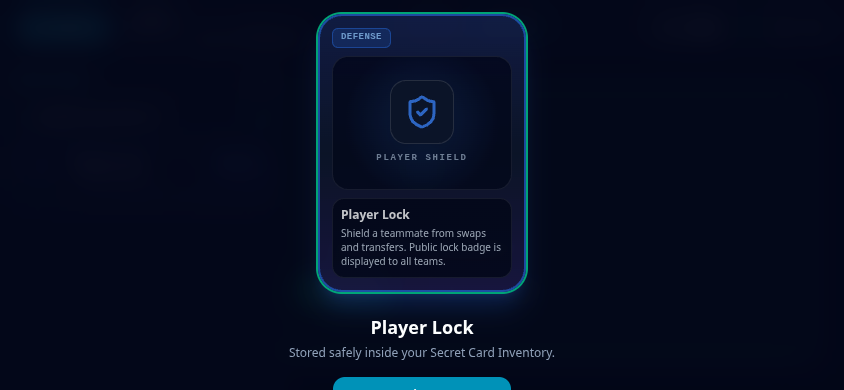 DEFENSE
PLAYER SHIELD
Player Lock
Shield a teammate from swaps
and transfers. Public lock badge is
displayed to all teams.
Player Lock
Stored safely inside your Secret Card Inventory.